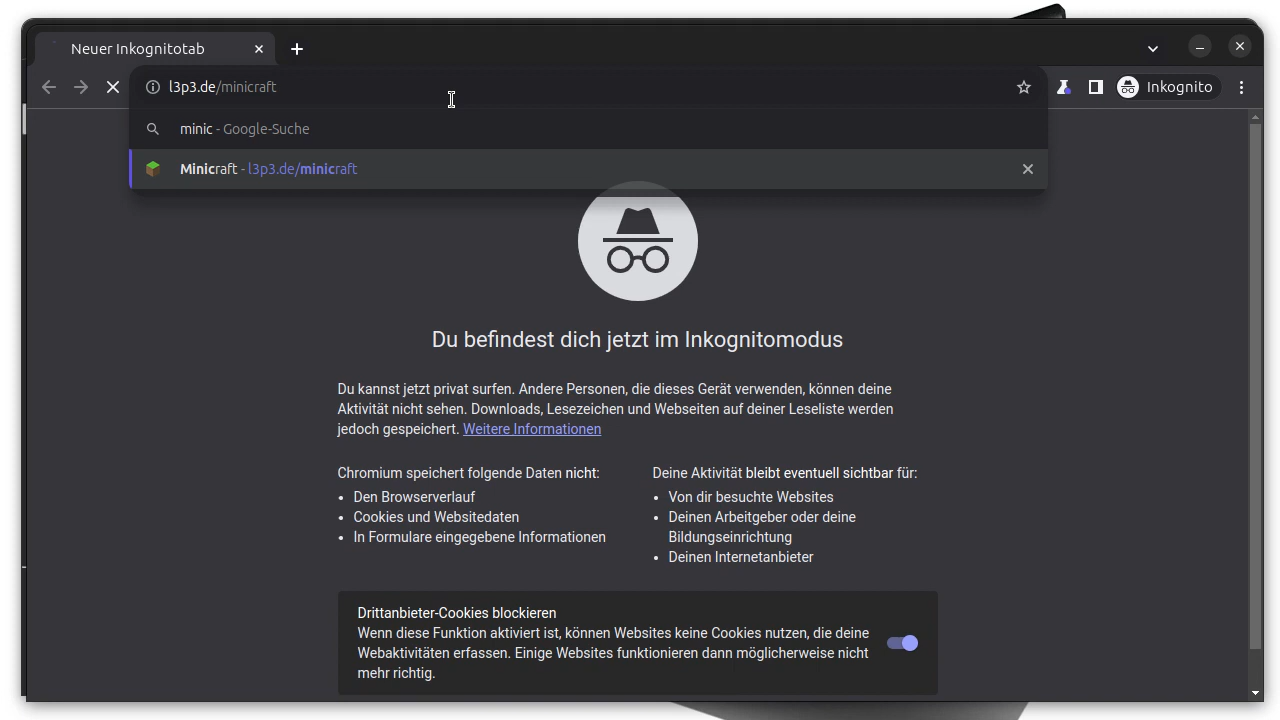 Neuer Inkognitotab
l3p3.de/minicraft
Inkognito
minic - Google-Suche
Minicraft - l3p3.de/minicraft
Du befindest dich jetzt im Inkognitomodus
Du kannst jetzt privat surfen. Andere Personen, die dieses Gerät verwenden, können deine
Aktivität nicht sehen. Downloads, Lesezeichen und Webseiten auf deiner Leseliste werden
jedoch gespeichert. Weitere Informationen
Chromium speichert folgende Daten nicht:
• Den Browserverlauf
• Cookies und Websitedaten
• In Formulare eingegebene Informationen
Deine Aktivität bleibt eventuell sichtbar für:
• Von dir besuchte Websites
• Deinen Arbeitgeber oder deine
Bildungseinrichtung
• Deinen Internetanbieter
Drittanbieter-Cookies blockieren
Wenn diese Funktion aktiviert ist, können Websites keine Cookies nutzen, die deine
Webaktivitäten erfassen. Einige Websites funktionieren dann möglicherweise nicht
mehr richtig.